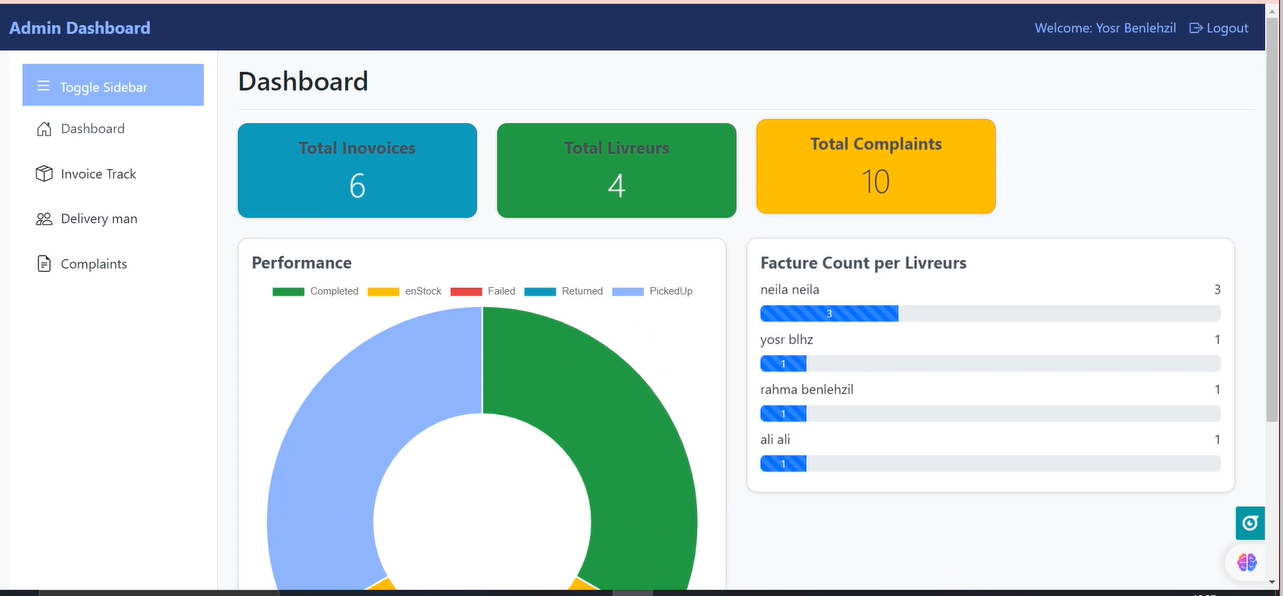 Admin Dashboard
Welcome: Yosr Benlehzil Logout
Toggle Sidebar
Dashboard
Invoice Track
Delivery man
Complaints
Dashboard
Total Inovoices
6
Total Livreurs
4
Total Complaints
10
Performance
Completed enStock Failed Returned PickedUp
Facture Count per Livreurs
neila neila 3
3
yosr blhz 1
1
rahma benlehzil 1
1
ali ali 1
1